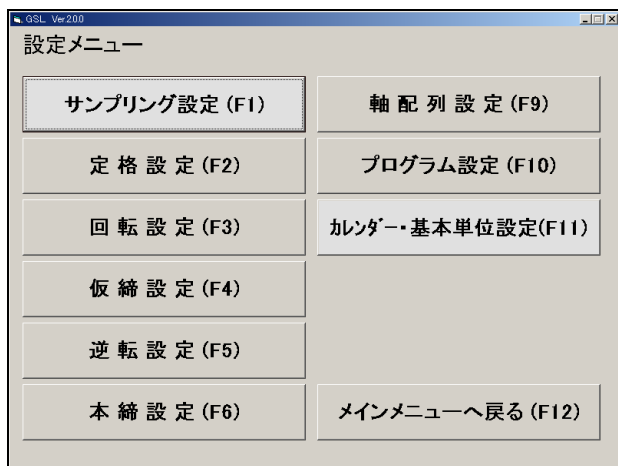 GSL Ver.2.0.0
設定メニュー
サンプリング設定 (F1)
定 格 設 定 (F2)
回 転 設 定 (F3)
仮 締 設 定 (F4)
逆 転 設 定 (F5)
本 締 設 定 (F6)
軸 配 列 設 定 (F9)
プログラム設定 (F10)
ｶﾚﾝﾀﾞｰ・基本単位設定(F11)
メインメニューへ戻る (F12)